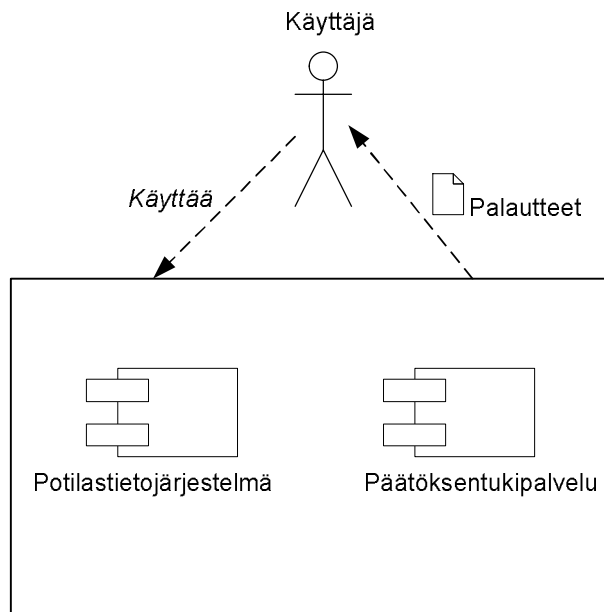 Käyttäjä
Käyttää
Palautteet
Potilastietojärjestelmä
Päätöksentukipalvelu